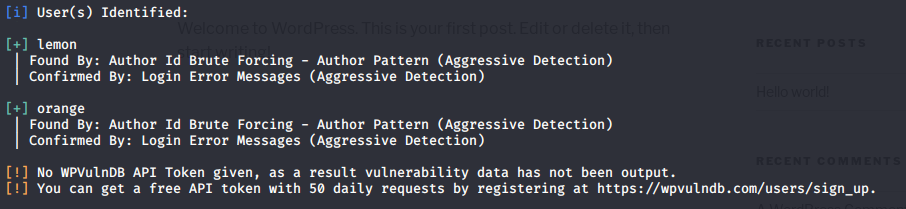 [i] User(s) Identified:
Welcome to WordPress. This is your first post. Edit or delete it, then
start writing!
[+] lemon
RECENT POSTS
| Found By: Author Id Brute Forcing - Author Pattern (Aggressive Detection)
| Confirmed By: Login Error Messages (Aggressive Detection)
Hello world!
[+] orange
| Found By: Author Id Brute Forcing - Author Pattern (Aggressive Detection)
| Confirmed By: Login Error Messages (Aggressive Detection)
RECENT COMMENTS
[!] No WPVulnDB API Token given, as a result vulnerability data has not been output.
[!] You can get a free API token with 50 daily requests by registering at https://wpvulndb.com/users/sign_up.